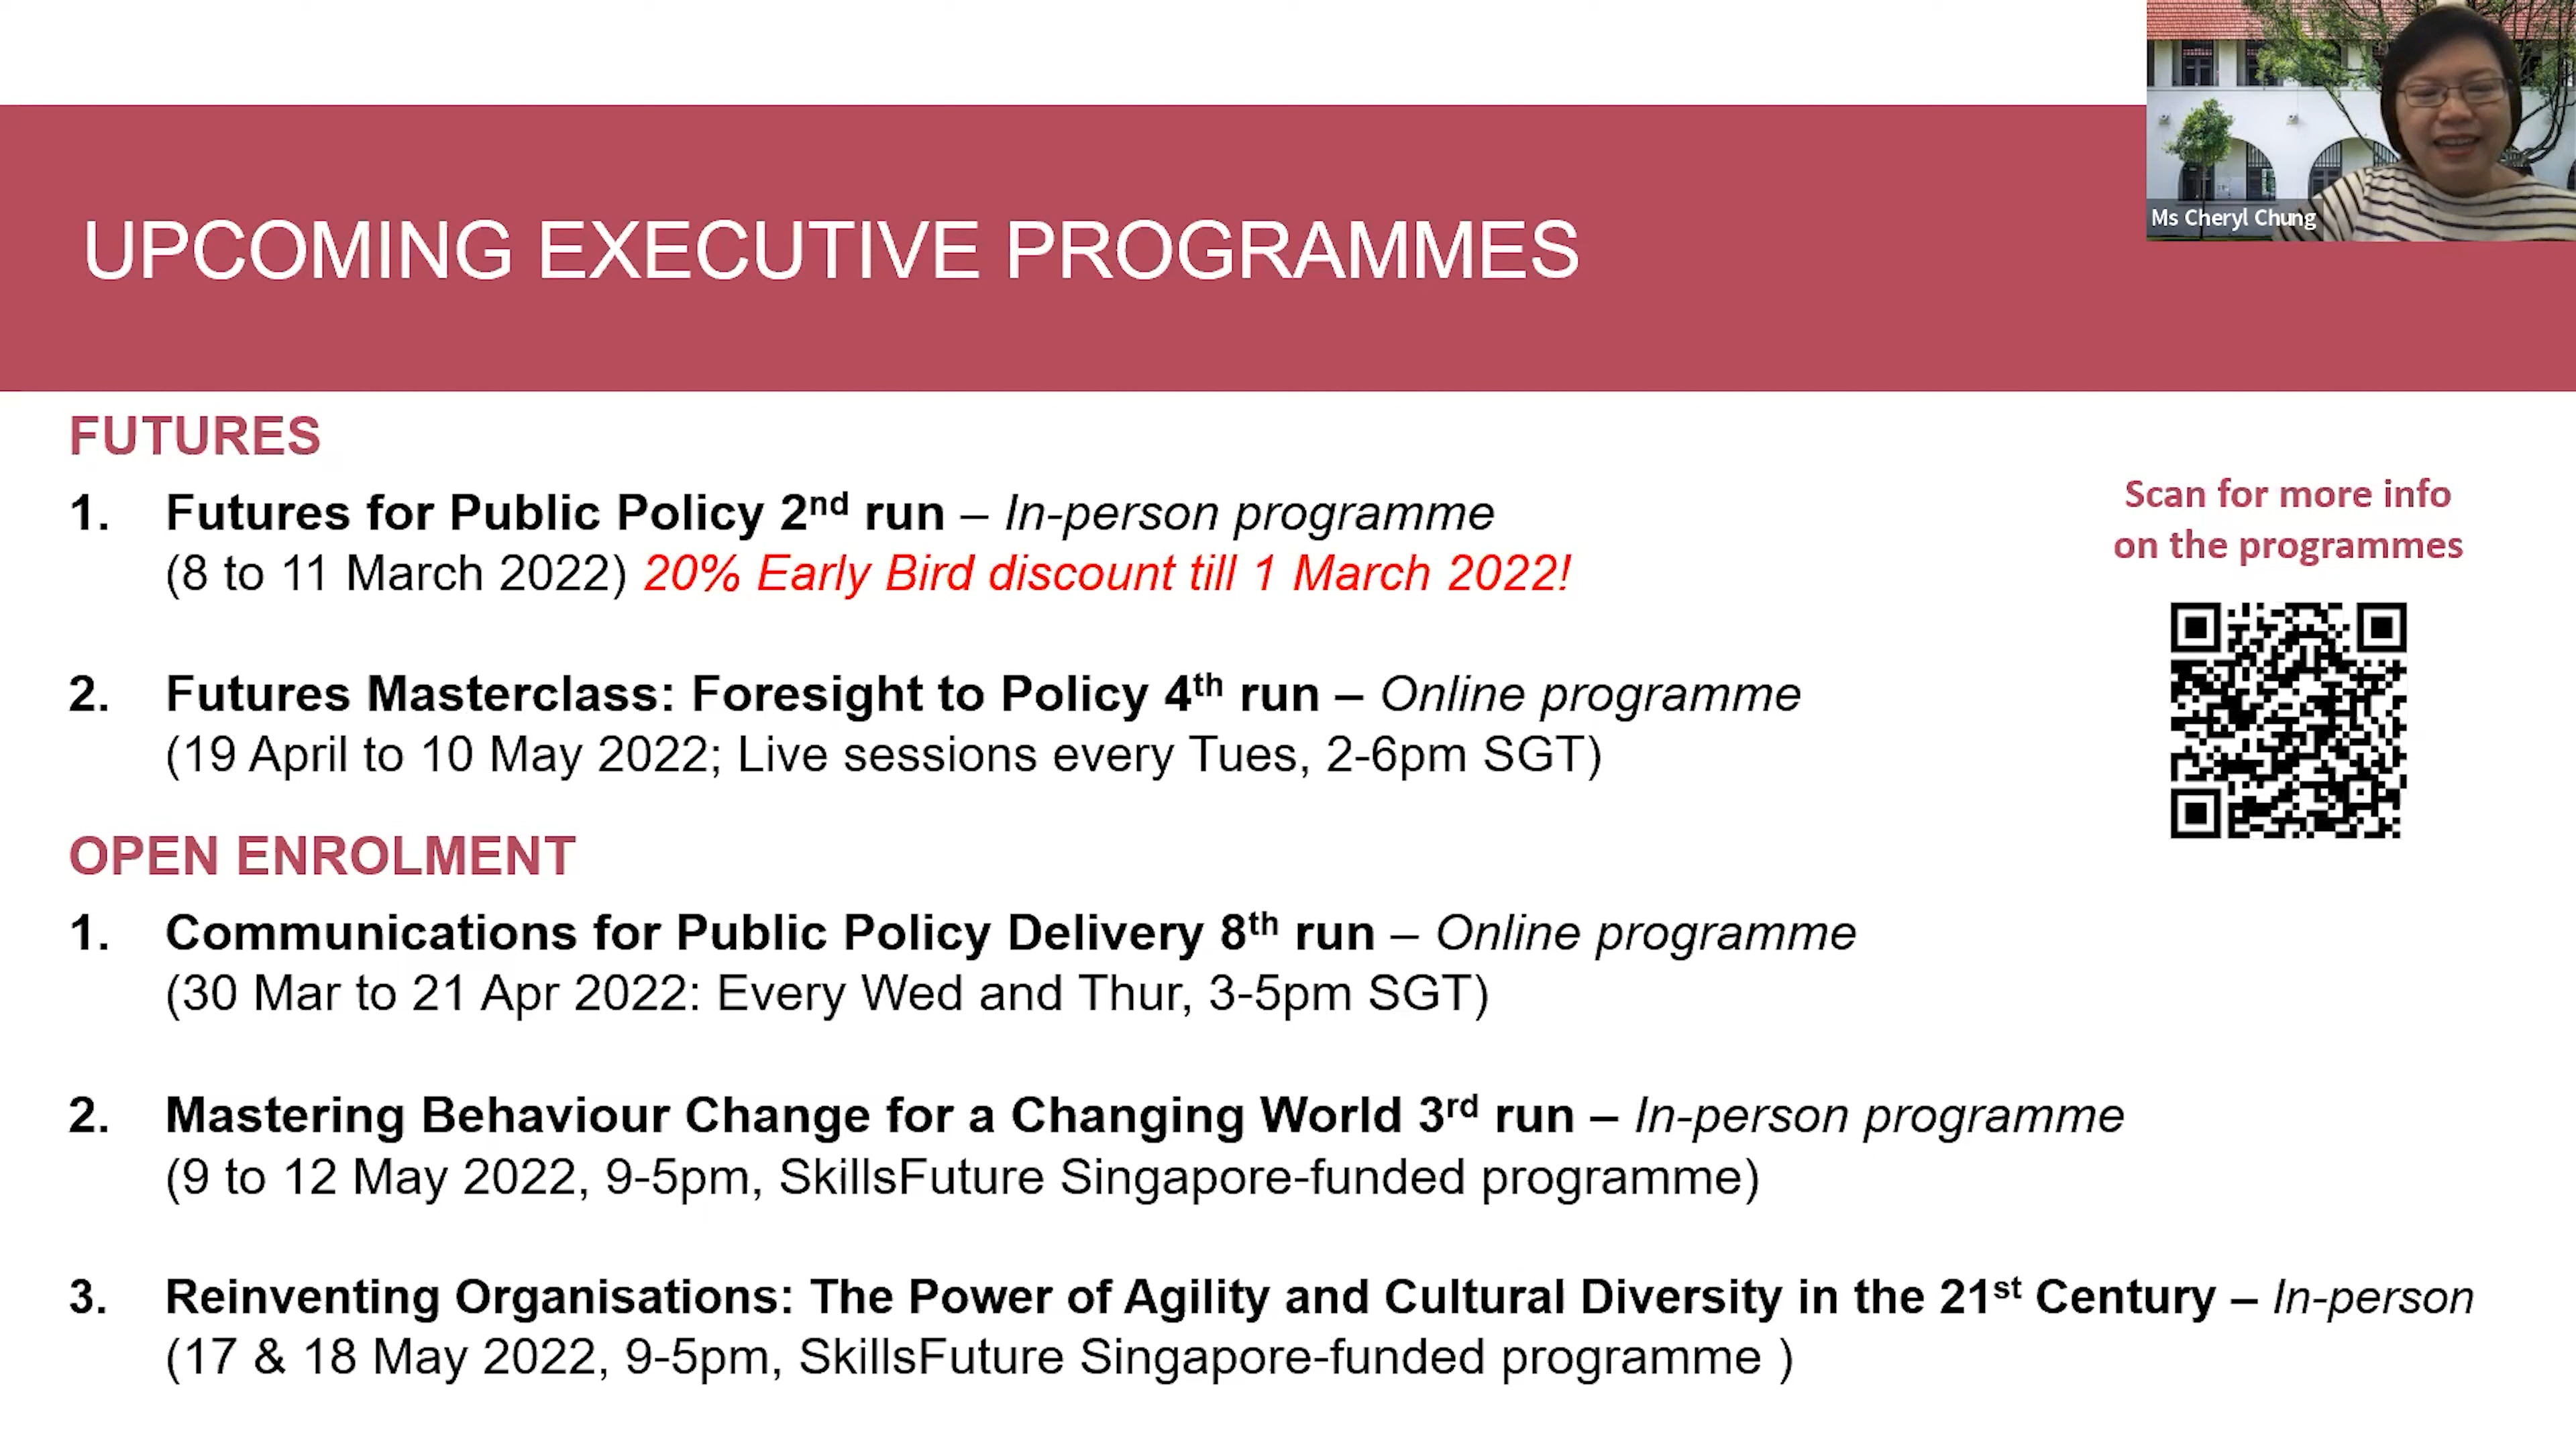 Ms Cheryl Chung
UPCOMING EXECUTIVE PROGRAMMES
FUTURES
1. Futures for Public Policy 2nd run – In-person programme
(8 to 11 March 2022) 20% Early Bird discount till 1 March 2022!
2. Futures Masterclass: Foresight to Policy 4th run – Online programme
(19 April to 10 May 2022; Live sessions every Tues, 2-6pm SGT)
Scan for more info
on the programmes
OPEN ENROLMENT
1. Communications for Public Policy Delivery 8th run – Online programme
(30 Mar to 21 Apr 2022: Every Wed and Thur, 3-5pm SGT)
2. Mastering Behaviour Change for a Changing World 3rd run – In-person programme
(9 to 12 May 2022, 9-5pm, SkillsFuture Singapore-funded programme)
3. Reinventing Organisations: The Power of Agility and Cultural Diversity in the 21st Century – In-person
(17 & 18 May 2022, 9-5pm, SkillsFuture Singapore-funded programme )